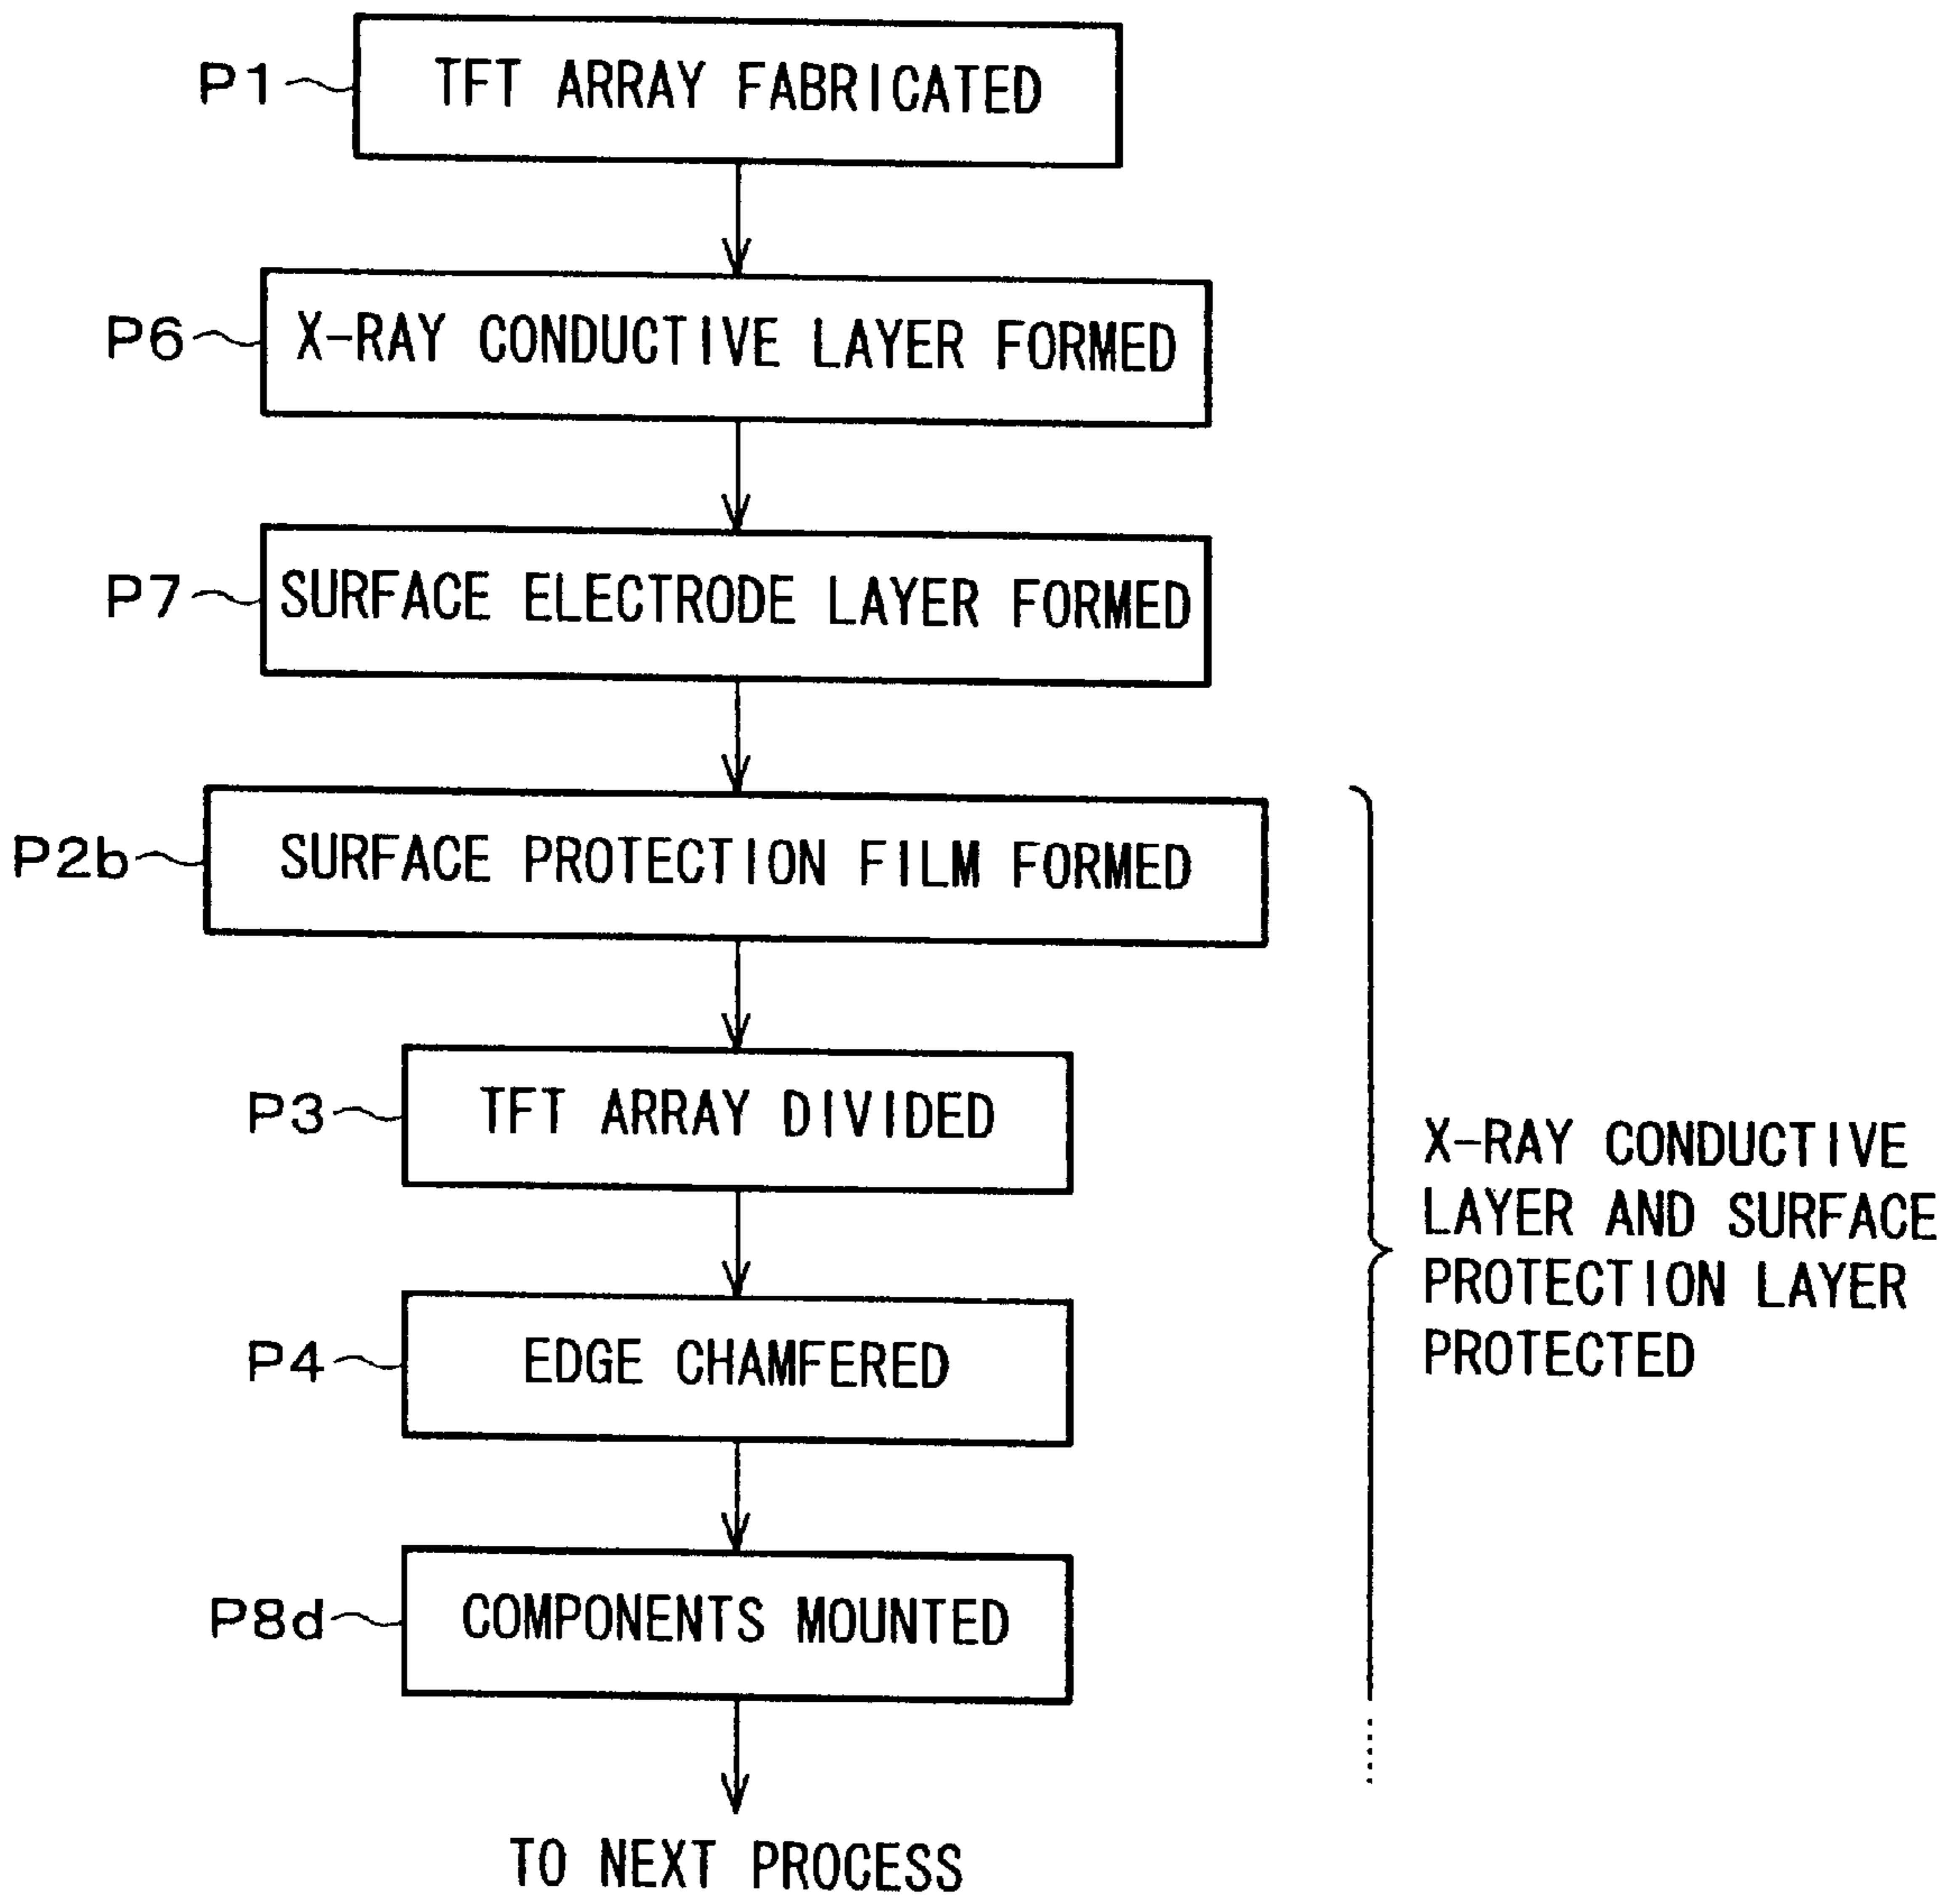 P1 TFT ARRAY FABRICATED
P6 X-RAY CONDUCTIVE LAYER FORMED
P7 SURFACE ELECTRODE LAYER FORMED
P2b SURFACE PROTECTION FILM FORMED
P3 TFT ARRAY DIVIDED
P4 EDGE CHAMFERED
P8d COMPONENTS MOUNTED
TO NEXT PROCESS
X-RAY CONDUCTIVE
LAYER AND SURFACE
PROTECTION LAYER
PROTECTED